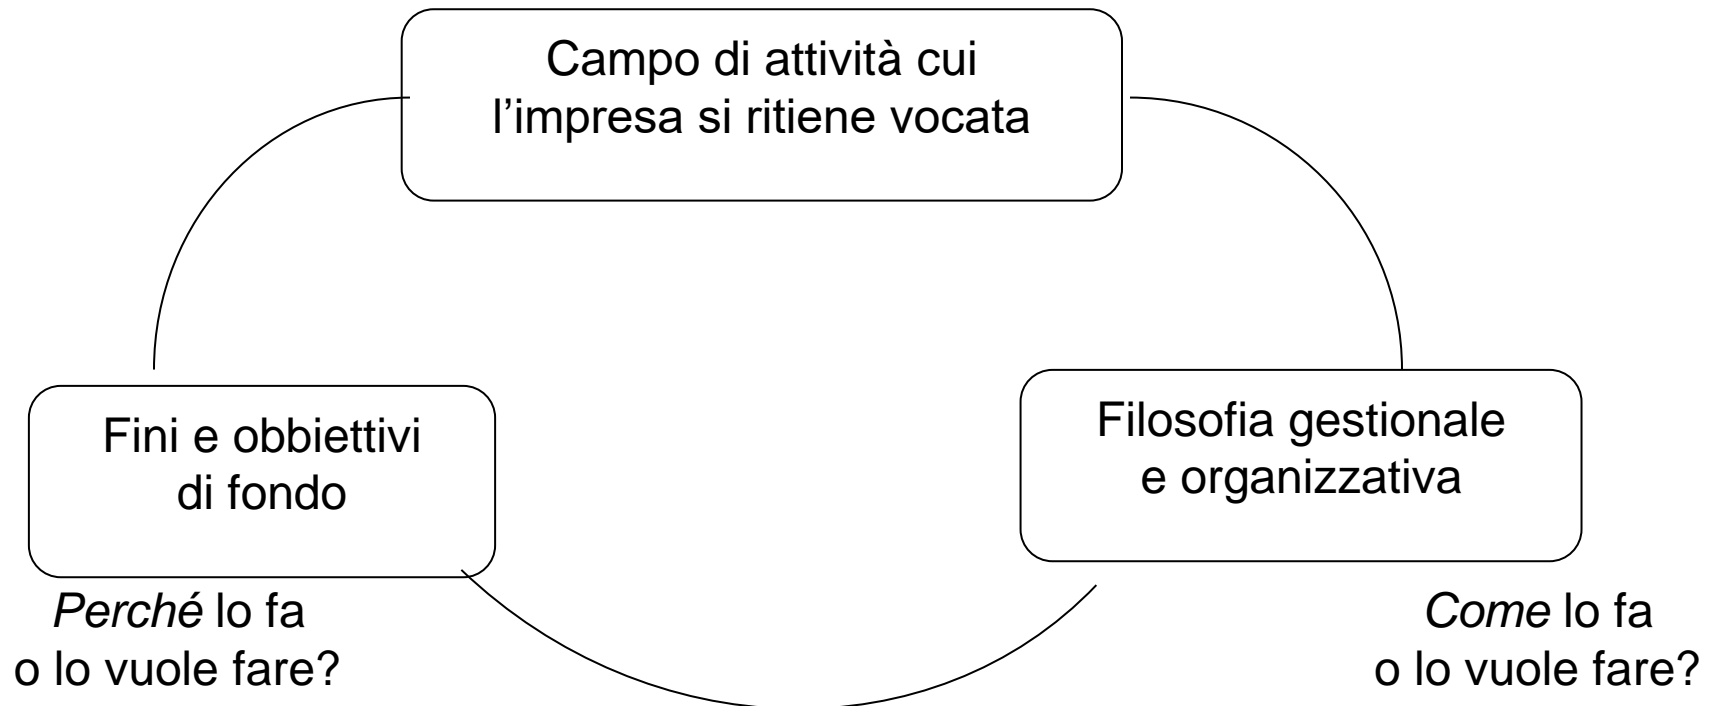 Campo di attività cui
l’impresa si ritiene vocata
Fini e obbiettivi
di fondo
Filosofia gestionale
e organizzativa
Perché lo fa
o lo vuole fare?
Come lo fa
o lo vuole fare?